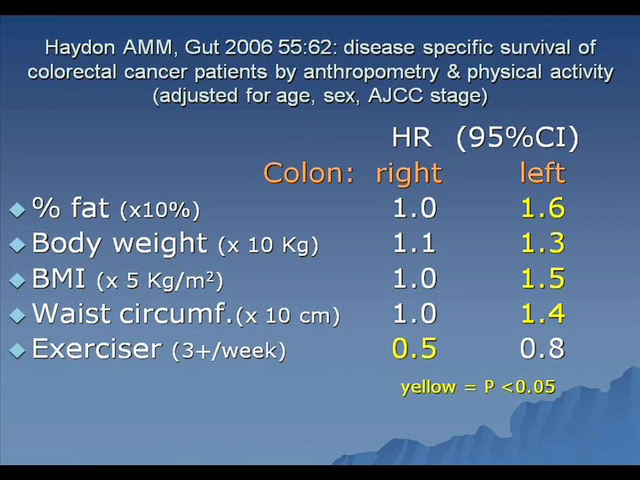 Haydon AMM, Gut 2006 55:62: disease specific survival of
colorectal cancer patients by anthropometry & physical activity
(adjusted for age, sex, AJCC stage)
HR (95%CI)
Colon: right left
% fat (x10%) 1.0 1.6
Body weight (x 10 Kg) 1.1 1.3
BMI (x 5 Kg/m²) 1.0 1.5
Waist circumf.(x 10 cm) 1.0 1.4
Exerciser (3+/week) 0.5 0.8
yellow = P <0.05